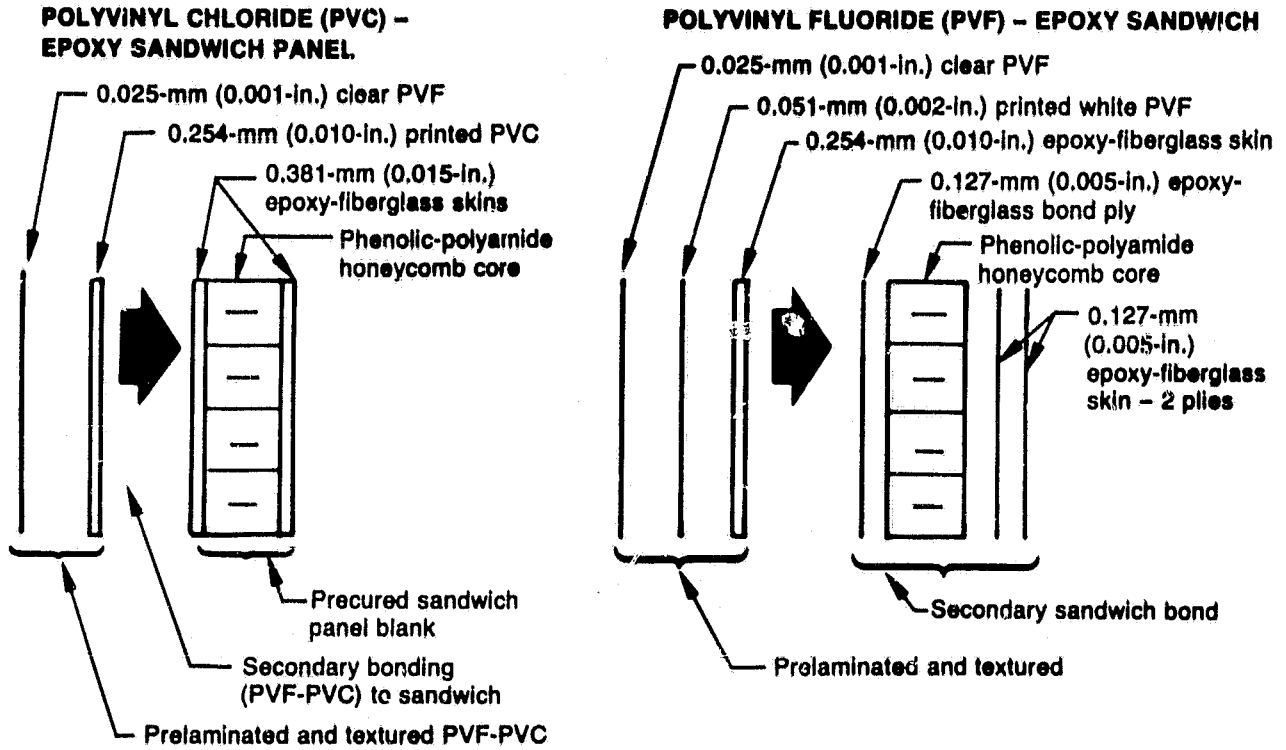 POLYVINYL CHLORIDE (PVC) –
EPOXY SANDWICH PANEL
0.025-mm (0.001-in.) clear PVF
0.254-mm (0.010-in.) printed PVC
0.381-mm (0.015-in.)
epoxy-fiberglass skins
Phenolic-polyamide
honeycomb core
Precured sandwich
panel blank
Secondary bonding
(PVF-PVC) to sandwich
Prelaminated and textured PVF-PVC
POLYVINYL FLUORIDE (PVF) – EPOXY SANDWICH
0.025-mm (0.001-in.) clear PVF
0.051-mm (0.002-in.) printed white PVF
0.254-mm (0.010-in.) epoxy-fiberglass skin
0.127-mm (0.005-in.) epoxy-
fiberglass bond ply
Phenolic-polyamide
honeycomb core
0.127-mm
(0.005-in.)
epoxy-fiberglass
skin – 2 plies
Secondary sandwich bond
Prelaminated and textured